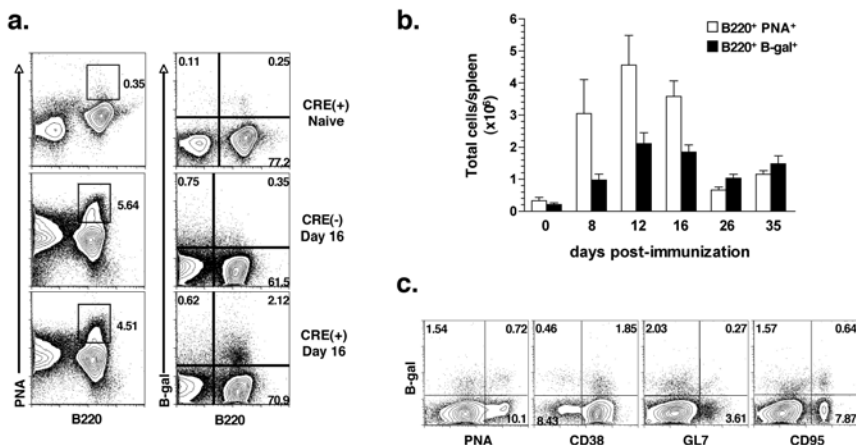 a.
0.35
0.11 0.25
77.2
CRE(+)
Naive
5.64
0.75 0.35
61.5
CRE(-)
Day 16
4.51
0.62 2.12
70.9
CRE(+)
Day 16
PNA
B220
B-gal
B220
b.
B220+ PNA+
B220+ B-gal+
Total cells/spleen
(x10⁶)
6
5
4
3
2
1
0
0 8 12 16 26 35
days post-immunization
c.
B-gal
1.54 0.72
10.1
PNA
0.46 1.85
8.43
CD38
2.03 0.27
3.61
GL7
1.57 0.64
7.87
CD95